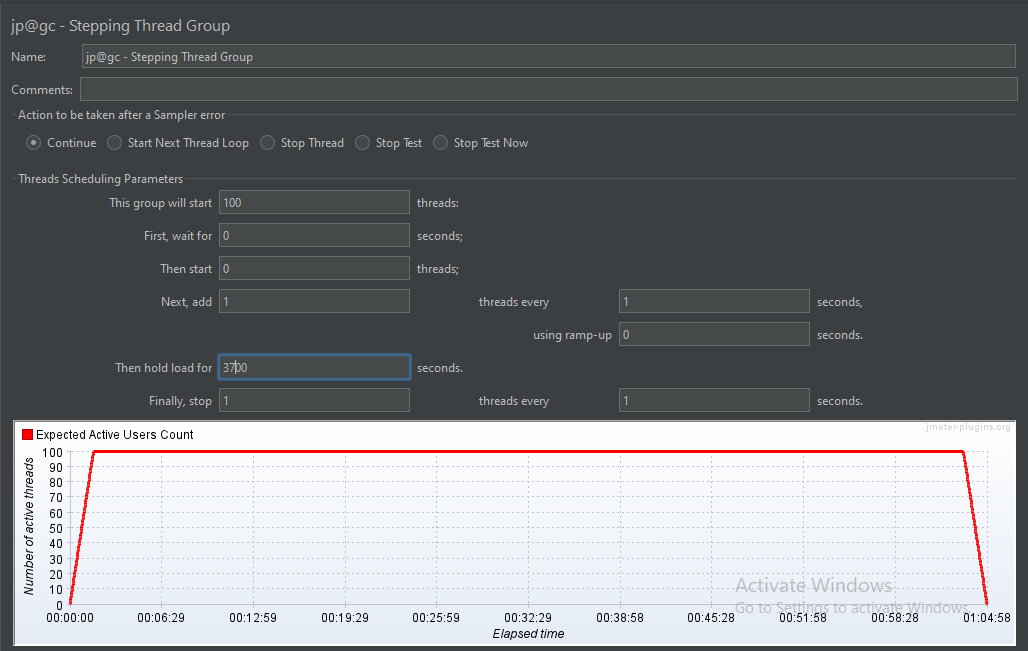 jp@gc - Stepping Thread Group
Name: jp@gc - Stepping Thread Group
Comments:
Action to be taken after a Sampler error
Continue Start Next Thread Loop Stop Thread Stop Test Stop Test Now
Threads Scheduling Parameters
This group will start 100 threads:
First, wait for 0 seconds;
Then start 0 threads;
Next, add 1 threads every 1 seconds,
using ramp-up 0 seconds.
Then hold load for 3700 seconds.
Finally, stop 1 threads every 1 seconds.
jmeter-plugins.org
Expected Active Users Count
Number of active threads
100
90
80
70
60
50
40
30
20
10
0
00:00:00 00:06:29 00:12:59 00:19:29 00:25:59 00:32:29 00:38:58 00:45:28 00:51:58 00:58:28 01:04:58
Elapsed time
Activate Windows
Go to Settings to activate Windows.